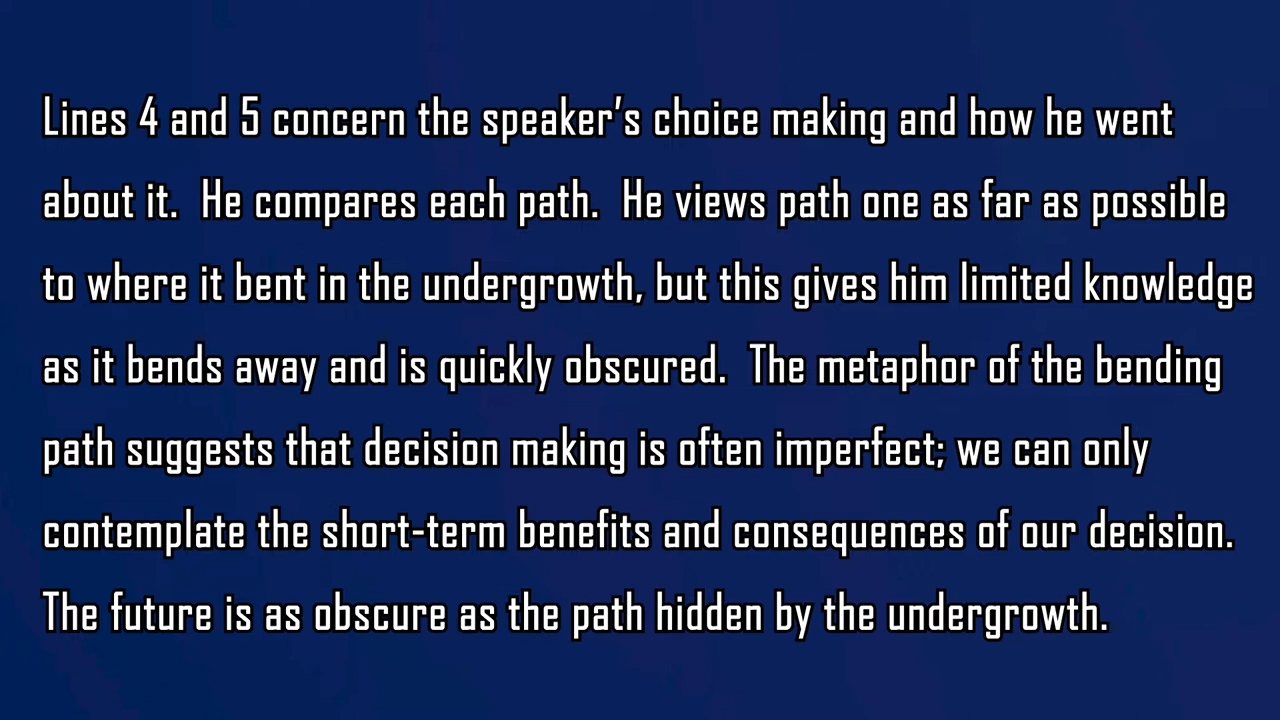 Lines 4 and 5 concern the speaker’s choice making and how he went
about it.  He compares each path.  He views path one as far as possible
to where it bent in the undergrowth, but this gives him limited knowledge
as it bends away and is quickly obscured.  The metaphor of the bending
path suggests that decision making is often imperfect; we can only
contemplate the short-term benefits and consequences of our decision.
The future is as obscure as the path hidden by the undergrowth.